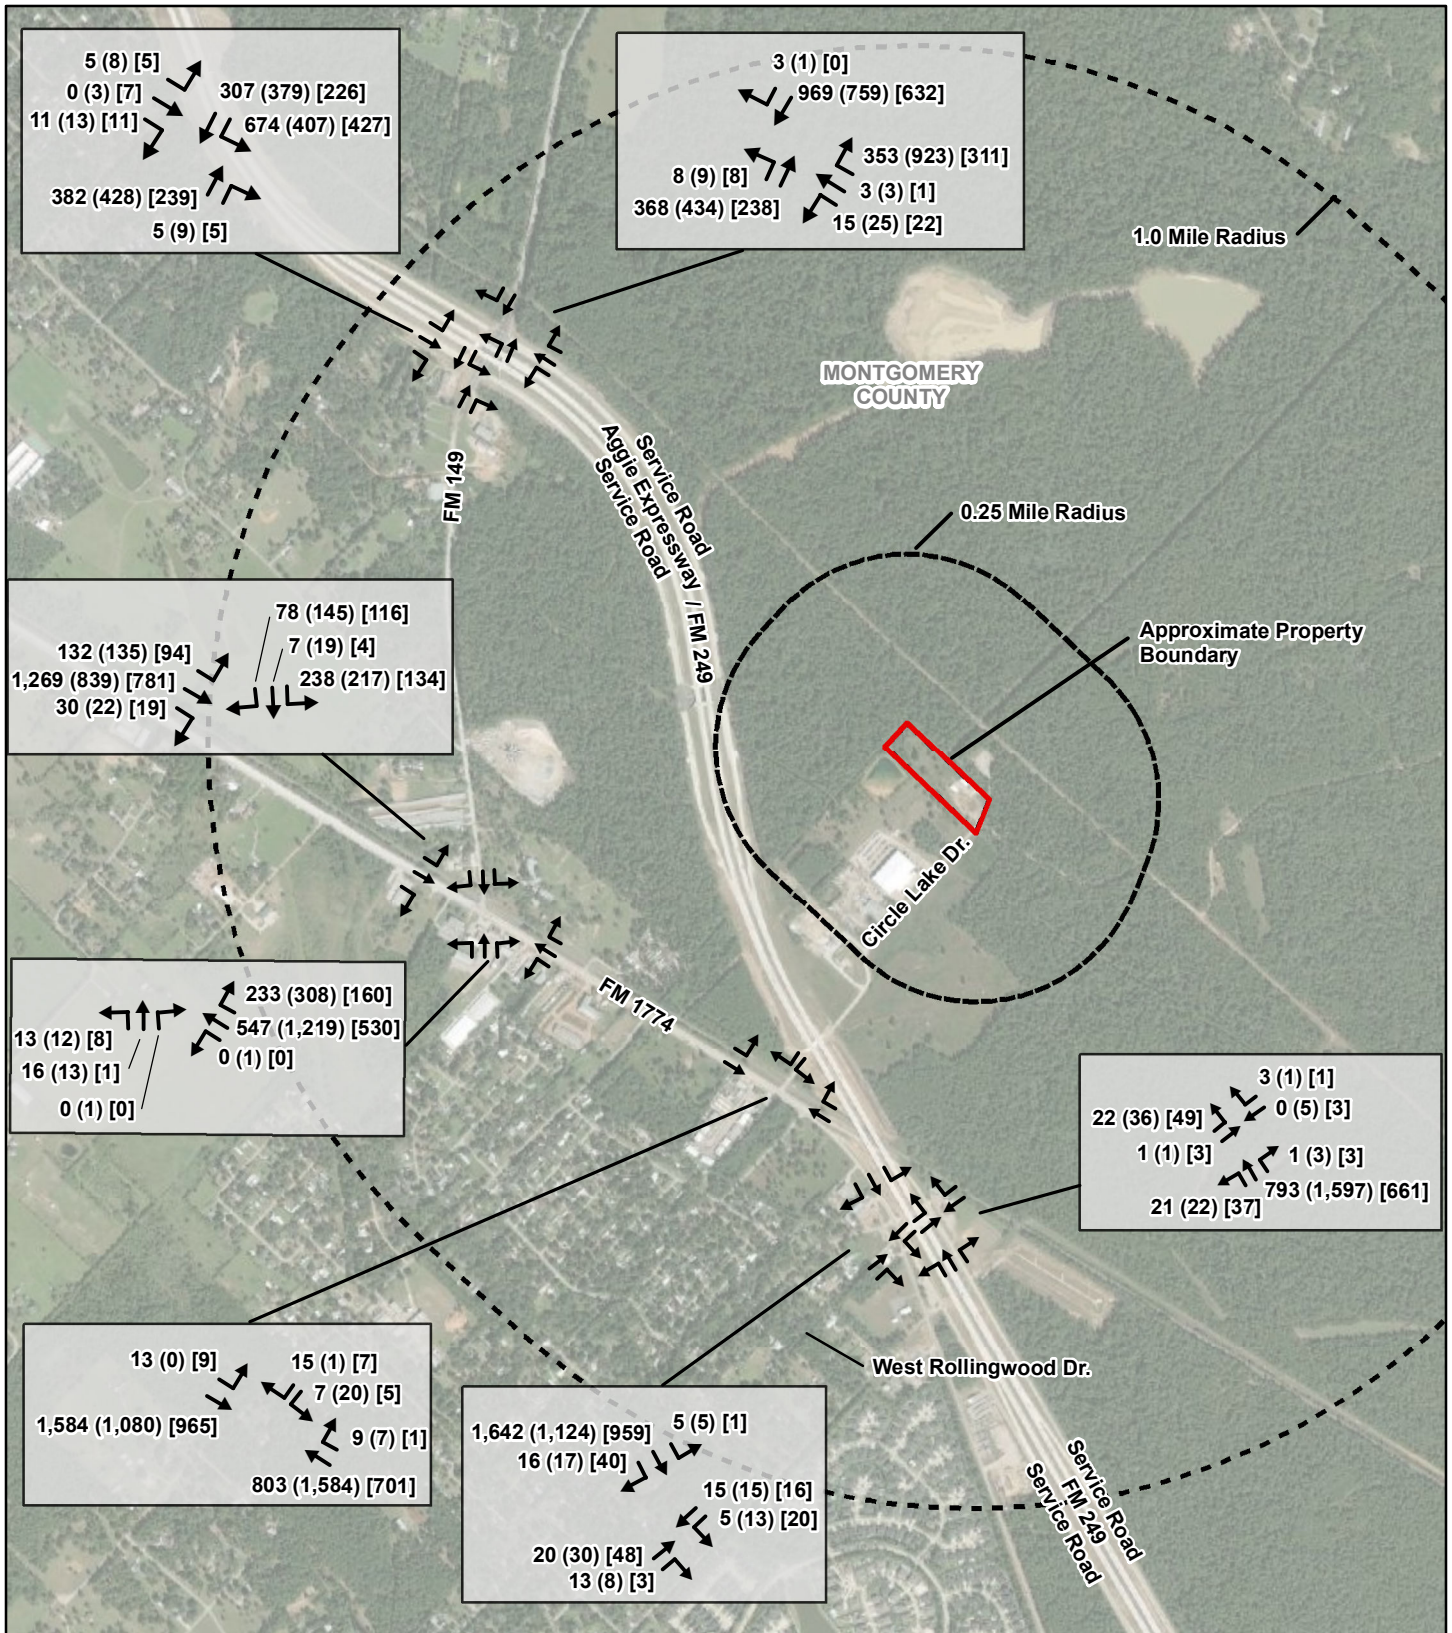 5 (8) [5]
0 (3) [7]
11 (13) [11]
307 (379) [226]
674 (407) [427]
382 (428) [239]
5 (9) [5]
3 (1) [0]
969 (759) [632]
353 (923) [311]
8 (9) [8]
3 (3) [1]
368 (434) [238]
15 (25) [22]
1.0 Mile Radius
MONTGOMERY
COUNTY
Service Road
Aggie Expressway / FM 249
Service Road
FM 149
0.25 Mile Radius
78 (145) [116]
7 (19) [4]
132 (135) [94]
1,269 (839) [781]
238 (217) [134]
30 (22) [19]
Approximate Property
Boundary
Circle Lake Dr.
FM 1774
233 (308) [160]
547 (1,219) [530]
13 (12) [8]
0 (1) [0]
16 (13) [1]
0 (1) [0]
3 (1) [1]
22 (36) [49]
0 (5) [3]
1 (1) [3]
1 (3) [3]
793 (1,597) [661]
21 (22) [37]
13 (0) [9]
15 (1) [7]
7 (20) [5]
1,584 (1,080) [965]
9 (7) [1]
803 (1,584) [701]
West Rollingwood Dr.
5 (5) [1]
1,642 (1,124) [959]
16 (17) [40]
15 (15) [16]
5 (13) [20]
20 (30) [48]
13 (8) [3]
Service Road
FM 249
Service Road